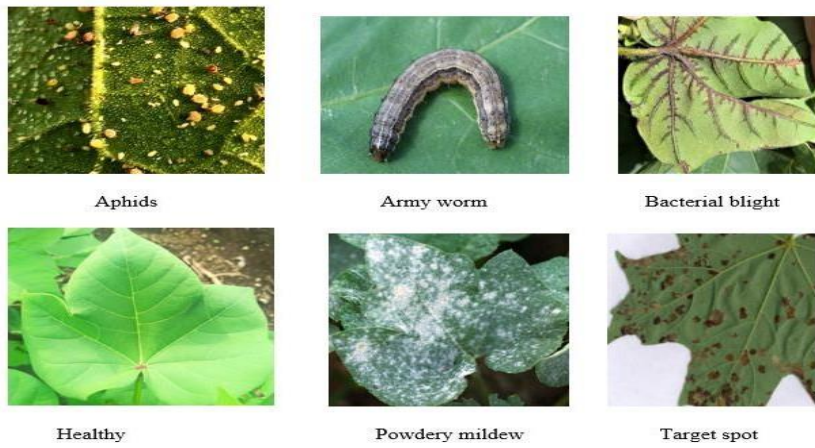 Aphids
Army worm
Bacterial blight
Healthy
Powdery mildew
Target spot